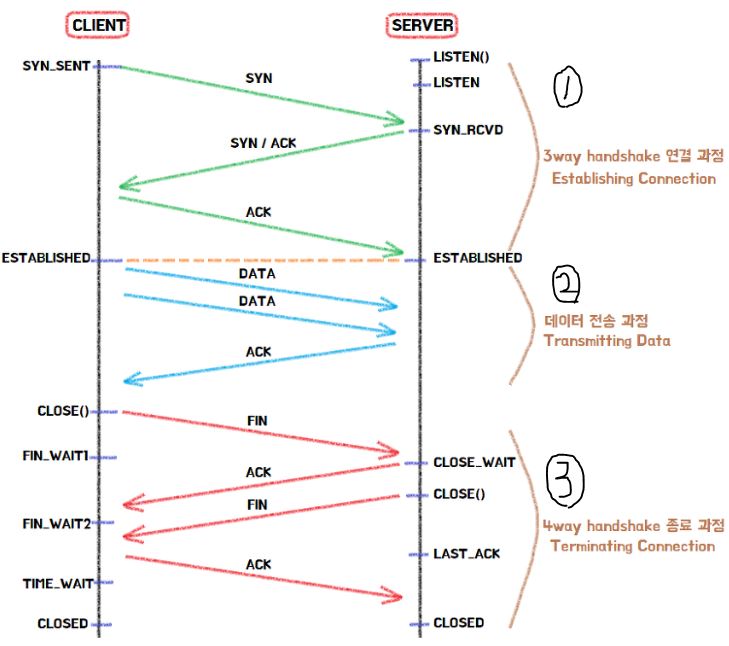 CLIENT
SERVER
LISTEN()
SYN_SENT
SYN
LISTEN
①
SYN_RCVD
SYN / ACK
3way handshake 연결 과정
Establishing Connection
ACK
ESTABLISHED
ESTABLISHED
DATA
②
DATA
데이터 전송 과정
Transmitting Data
ACK
CLOSE()
FIN
FIN_WAIT1
CLOSE_WAIT
ACK
③
CLOSE()
FIN
FIN_WAIT2
4way handshake 종료 과정
Terminating Connection
LAST_ACK
ACK
TIME_WAIT
CLOSED
CLOSED